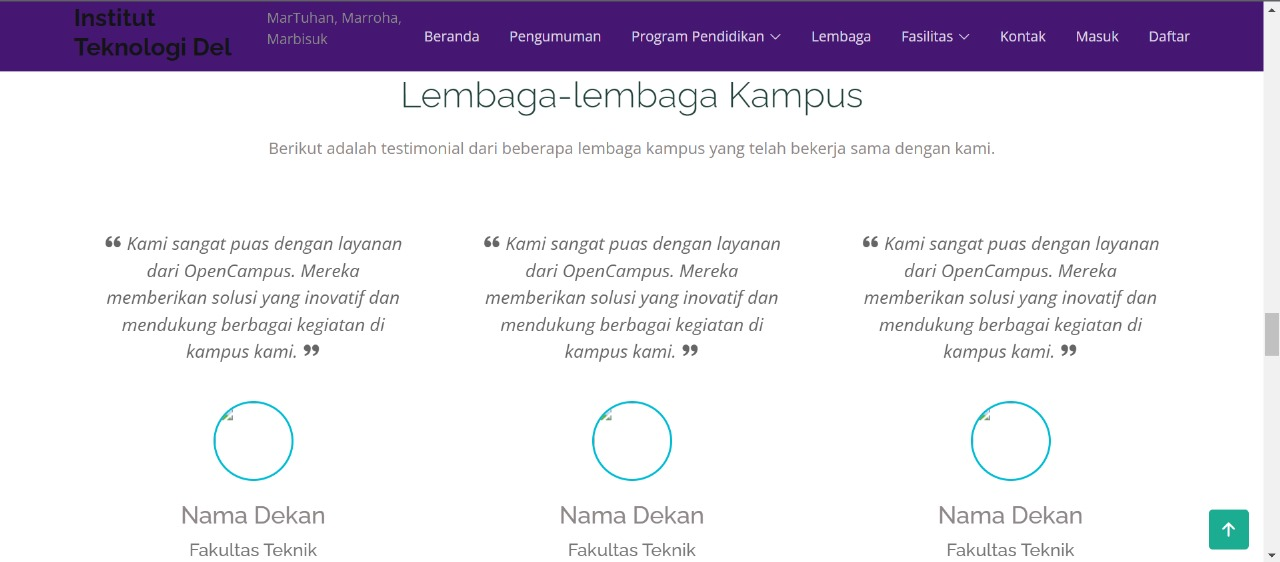 Institut
Teknologi Del
MarTuhan, Marroha,
Marbisuk
Beranda Pengumuman Program Pendidikan Lembaga Fasilitas Kontak Masuk Daftar
Lembaga-lembaga Kampus
Berikut adalah testimonial dari beberapa lembaga kampus yang telah bekerja sama dengan kami.
“ Kami sangat puas dengan layanan
dari OpenCampus. Mereka
memberikan solusi yang inovatif dan
mendukung berbagai kegiatan di
kampus kami. ”
Nama Dekan
Fakultas Teknik
“ Kami sangat puas dengan layanan
dari OpenCampus. Mereka
memberikan solusi yang inovatif dan
mendukung berbagai kegiatan di
kampus kami. ”
Nama Dekan
Fakultas Teknik
“ Kami sangat puas dengan layanan
dari OpenCampus. Mereka
memberikan solusi yang inovatif dan
mendukung berbagai kegiatan di
kampus kami. ”
Nama Dekan
Fakultas Teknik